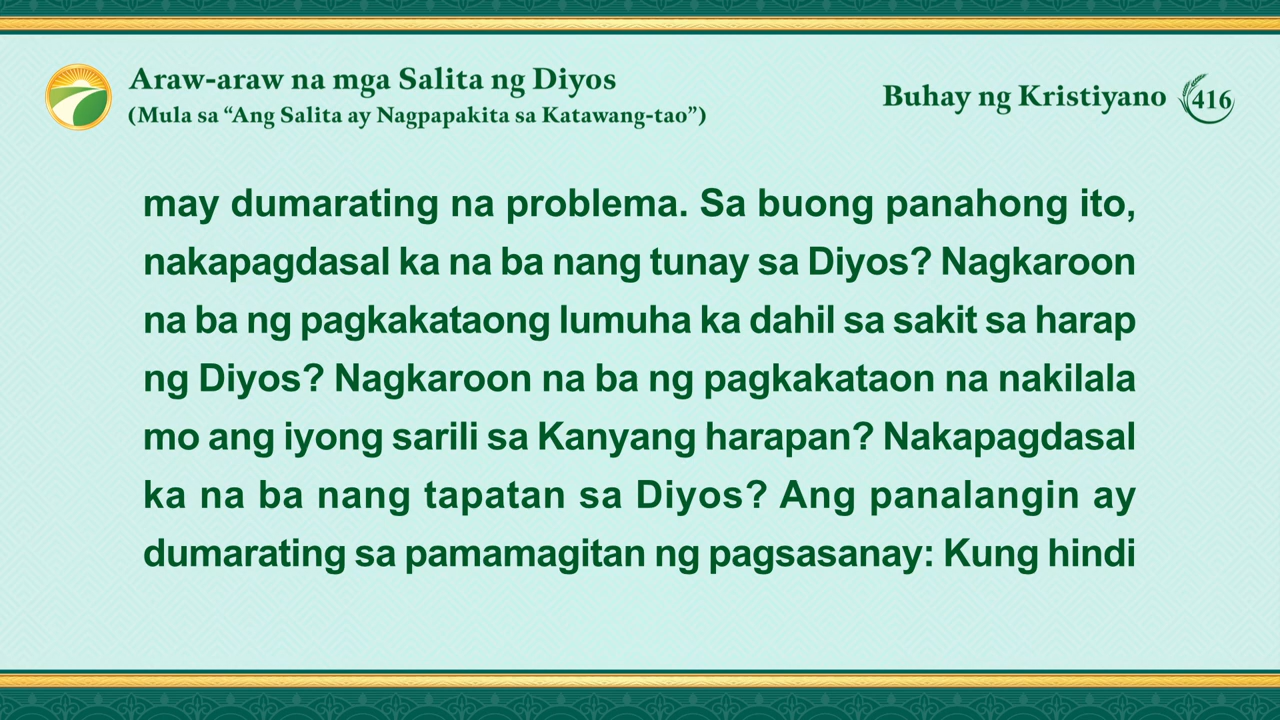 Araw-araw na mga Salita ng Diyos
(Mula sa “Ang Salita ay Nagpapakita sa Katawang-tao”)
Buhay ng Kristiyano 416
may dumarating na problema. Sa buong panahong ito,
nakapagdasal ka na ba nang tunay sa Diyos? Nagkaroon
na ba ng pagkakataong lumuha ka dahil sa sakit sa harap
ng Diyos? Nagkaroon na ba ng pagkakataon na nakilala
mo ang iyong sarili sa Kanyang harapan? Nakapagdasal
ka na ba nang tapatan sa Diyos? Ang panalangin ay
dumarating sa pamamagitan ng pagsasanay: Kung hindi